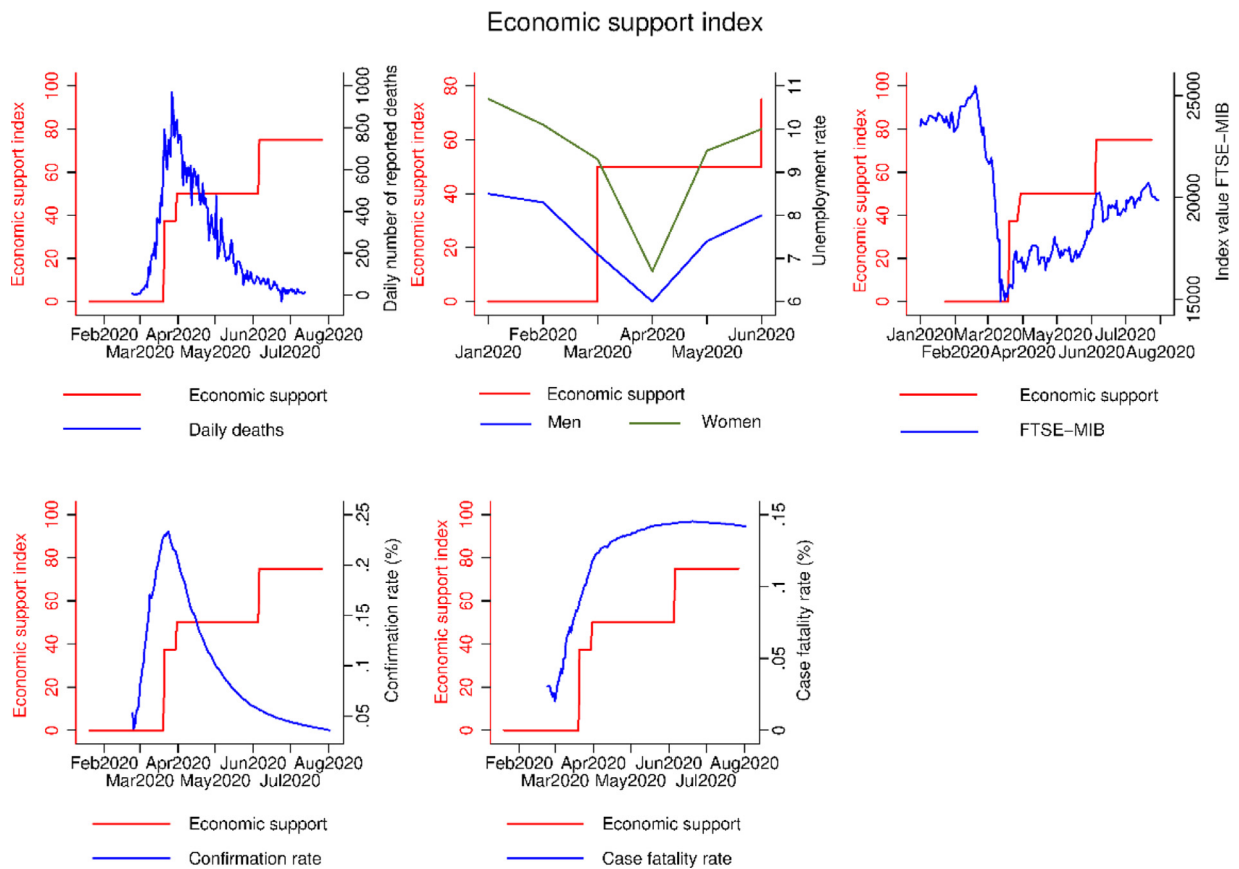 Economic support index
Economic support index
0 20 40 60 80 100
Daily number of reported deaths
0 200 400 600 800 1000
Feb2020 Apr2020 Jun2020 Aug2020
Mar2020 May2020 Jul2020
Economic support
Daily deaths
Economic support index
0 20 40 60 80
Unemployment rate
6 7 8 9 10 11
Feb2020 Apr2020 Jun2020
Jan2020 Mar2020 May2020
Economic support
Men Women
Economic support index
0 20 40 60 80 100
Index value FTSE-MIB
15000 20000 25000
Jan2020 Mar2020 May2020 Jul2020
Feb2020 Apr2020 Jun2020 Aug2020
Economic support
FTSE-MIB
Economic support index
0 20 40 60 80 100
Confirmation rate (%)
.05 .1 .15 .2 .25
Feb2020 Apr2020 Jun2020 Aug2020
Mar2020 May2020 Jul2020
Economic support
Confirmation rate
Economic support index
0 20 40 60 80 100
Case fatality rate (%)
0 .05 .1 .15
Feb2020 Apr2020 Jun2020 Aug2020
Mar2020 May2020 Jul2020
Economic support
Case fatality rate